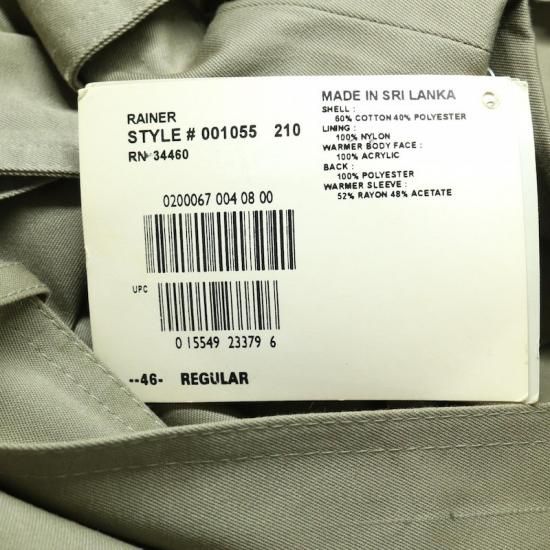 RAINER
STYLE # 001055 210
RN 34460
MADE IN SRI LANKA
SHELL :
60% COTTON 40% POLYESTER
LINING :
100% NYLON
WARMER BODY FACE :
100% ACRYLIC
BACK :
100% POLYESTER
WARMER SLEEVE :
52% RAYON 48% ACETATE
0200067 004 08 00
UPC
0 15549 23379 6
--46- REGULAR